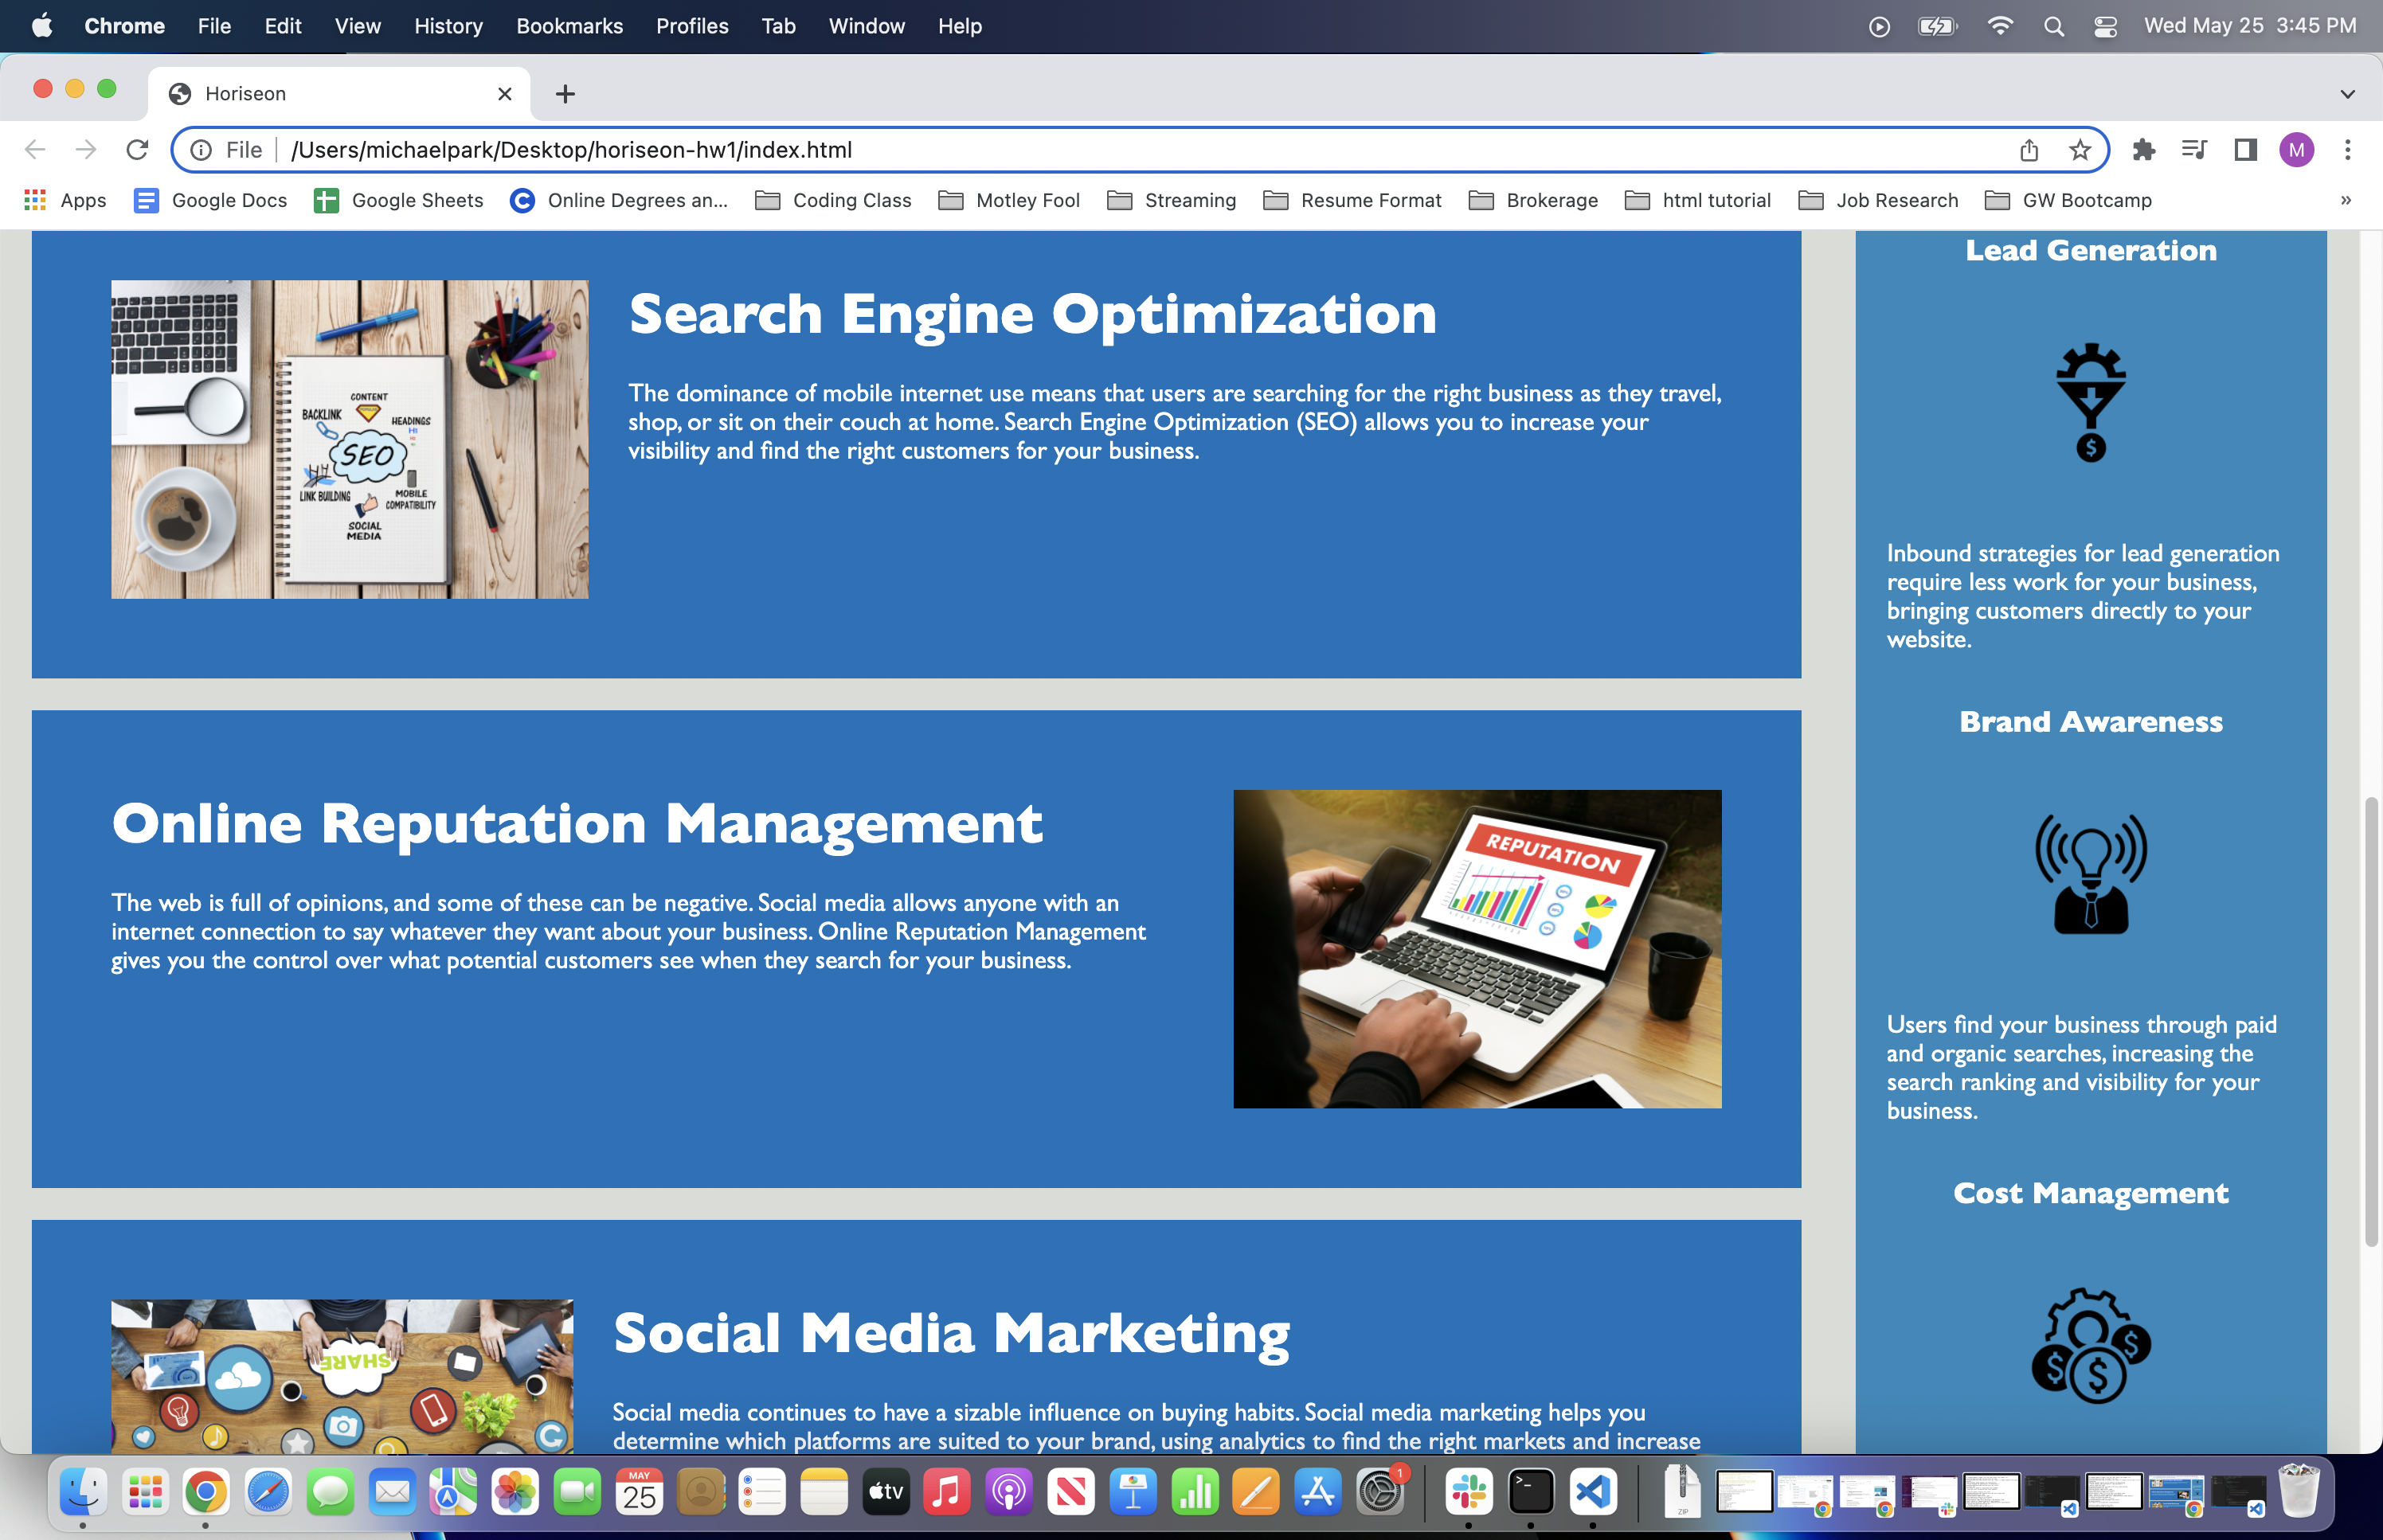 Chrome File Edit View History Bookmarks Profiles Tab Window Help Wed May 25 3:45 PM
Horiseon
File /Users/michaelpark/Desktop/horiseon-hw1/index.html M
Apps Google Docs Google Sheets Online Degrees an... Coding Class Motley Fool Streaming Resume Format Brokerage html tutorial Job Research GW Bootcamp »
Search Engine Optimization
The dominance of mobile internet use means that users are searching for the right business as they travel,
shop, or sit on their couch at home. Search Engine Optimization (SEO) allows you to increase your
visibility and find the right customers for your business.
CONTENT
BACKLINK
HEADINGS
SEO
LINK BUILDING
MOBILE
COMPATIBILITY
SOCIAL
MEDIA
Online Reputation Management
The web is full of opinions, and some of these can be negative. Social media allows anyone with an
internet connection to say whatever they want about your business. Online Reputation Management
gives you the control over what potential customers see when they search for your business.
REPUTATION
Social Media Marketing
Social media continues to have a sizable influence on buying habits. Social media marketing helps you
determine which platforms are suited to your brand, using analytics to find the right markets and increase
SHARE
Lead Generation
$
Inbound strategies for lead generation
require less work for your business,
bringing customers directly to your
website.
Brand Awareness
Users find your business through paid
and organic searches, increasing the
search ranking and visibility for your
business.
Cost Management
$ $ $
MAY
25
tv
1
>_
ZIP